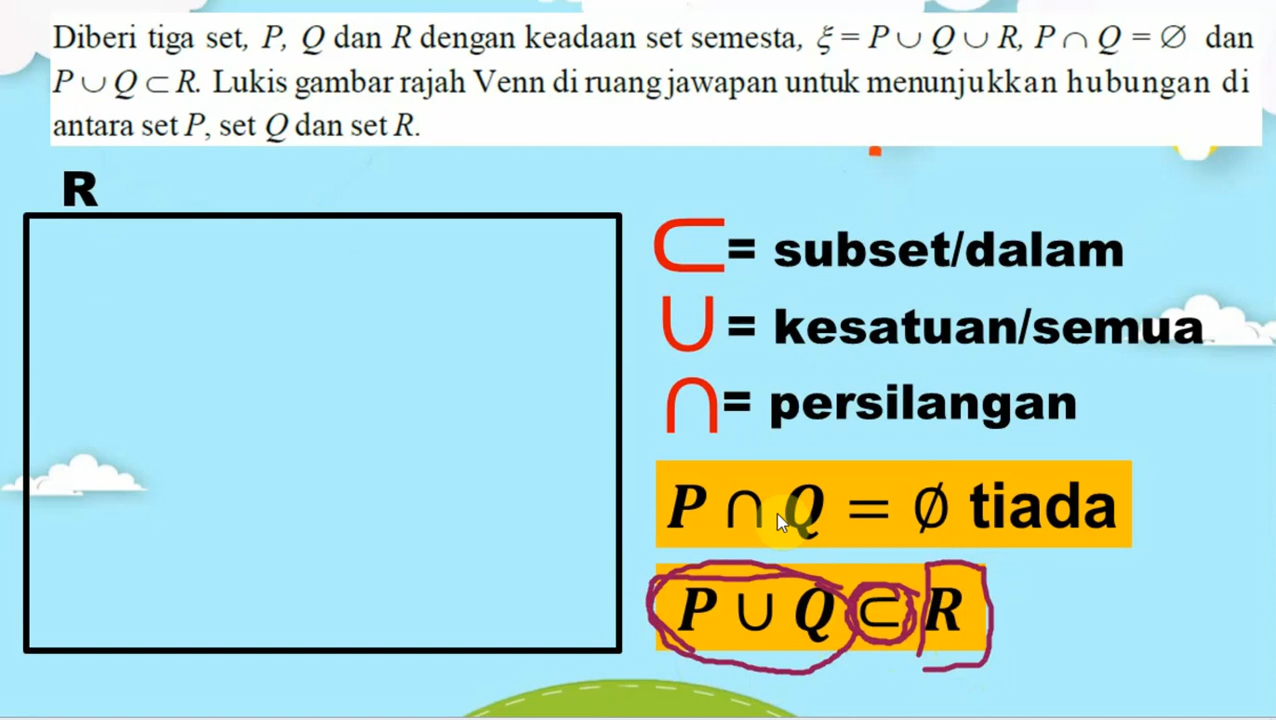 Diberi tiga set, P, Q dan R dengan keadaan set semesta, ξ = P ∪ Q ∪ R, P ∩ Q = ∅ dan
P ∪ Q ⊂ R. Lukis gambar rajah Venn di ruang jawapan untuk menunjukkan hubungan di
antara set P, set Q dan set R.
R
⊂= subset/dalam
∪ = kesatuan/semua
∩= persilangan
P ∩ Q = ∅ tiada
P ∪ Q ⊂ R